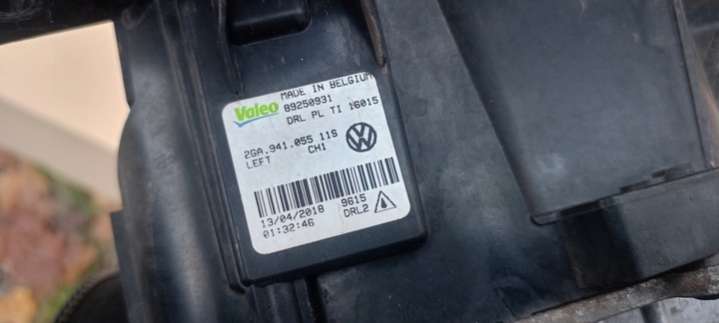 Valeo
MADE IN BELGIUM
89250931
DRL PL TI 16015
2GA.941.055 11S
LEFT CH1
13/04/2018 9615
01:32:46 DRL2